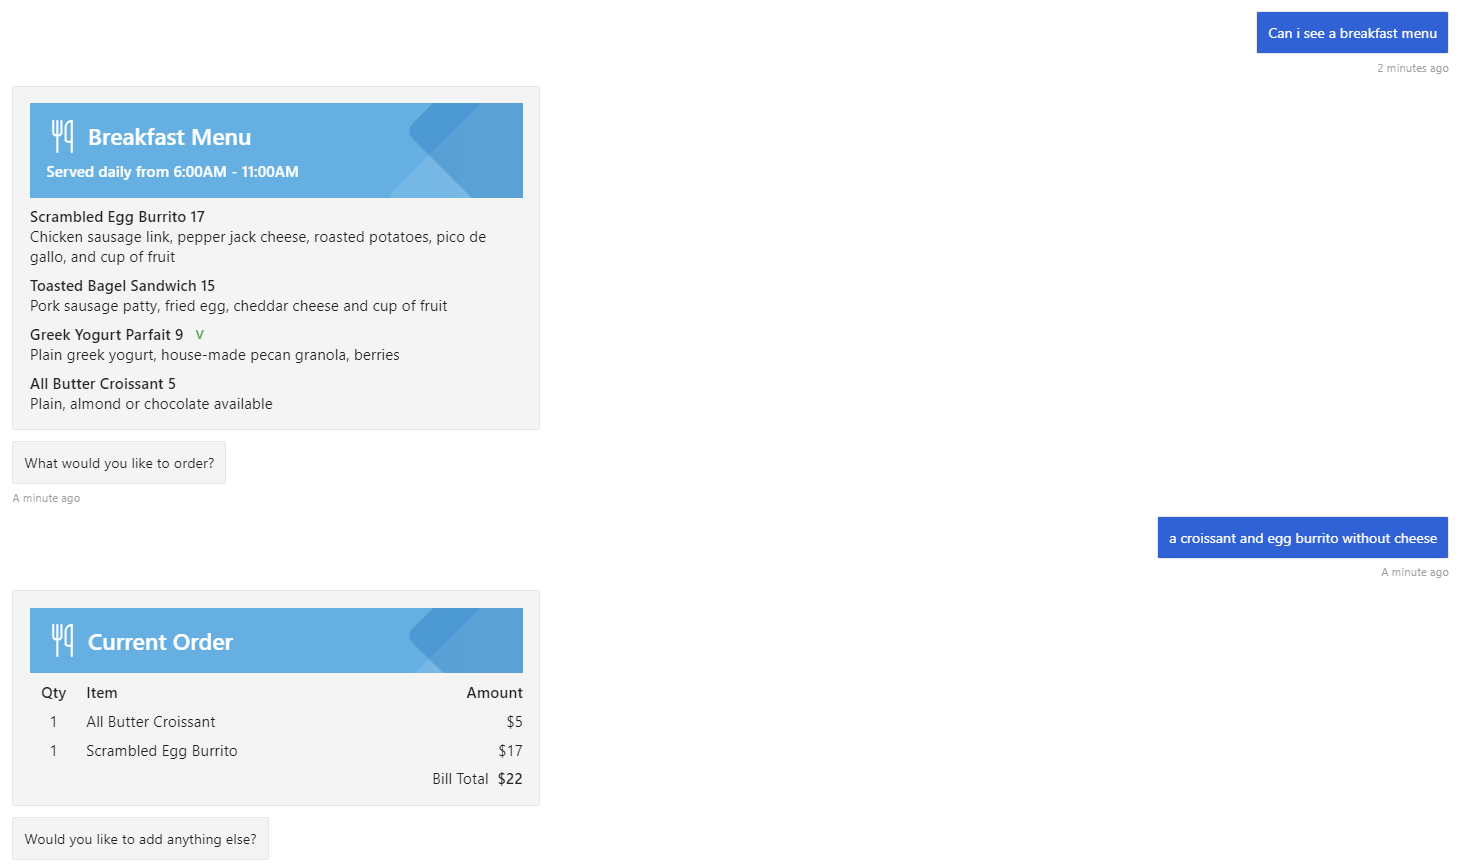 Can i see a breakfast menu
2 minutes ago
Breakfast Menu
Served daily from 6:00AM - 11:00AM
Scrambled Egg Burrito 17
Chicken sausage link, pepper jack cheese, roasted potatoes, pico de
gallo, and cup of fruit
Toasted Bagel Sandwich 15
Pork sausage patty, fried egg, cheddar cheese and cup of fruit
Greek Yogurt Parfait 9 V
Plain greek yogurt, house-made pecan granola, berries
All Butter Croissant 5
Plain, almond or chocolate available
What would you like to order?
A minute ago
a croissant and egg burrito without cheese
A minute ago
Current Order
Qty Item Amount
1 All Butter Croissant $5
1 Scrambled Egg Burrito $17
Bill Total $22
Would you like to add anything else?